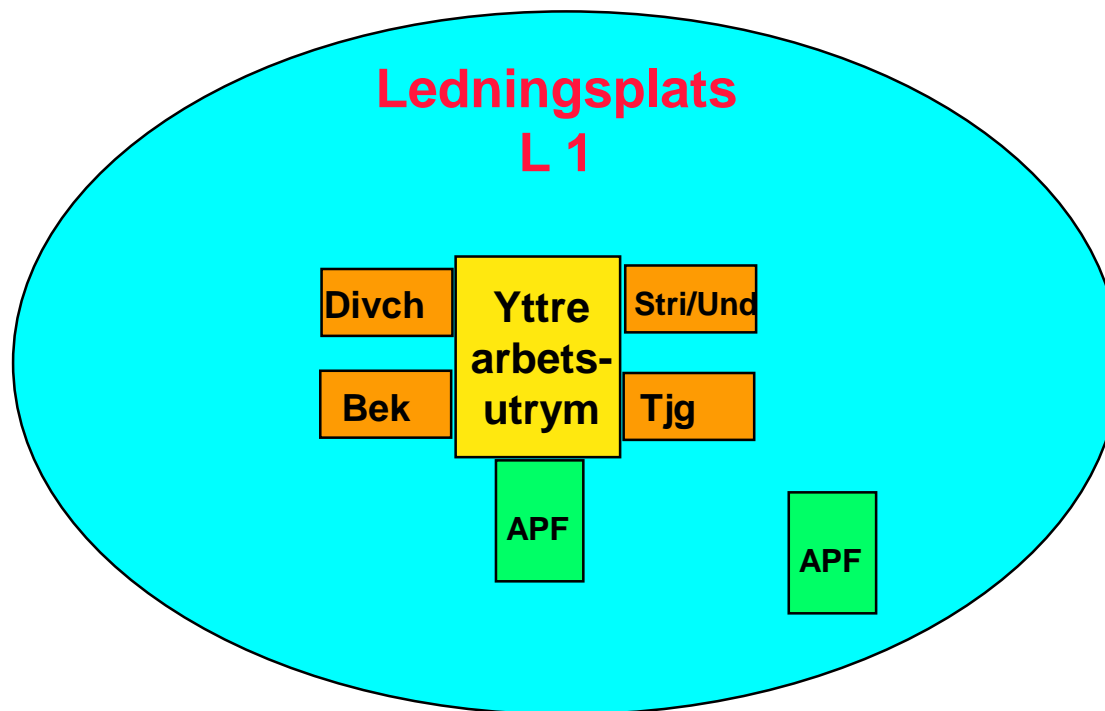 Ledningsplats
L 1
Divch
Yttre
arbets-
utrym
Stri/Und
Bek
Tjg
APF
APF